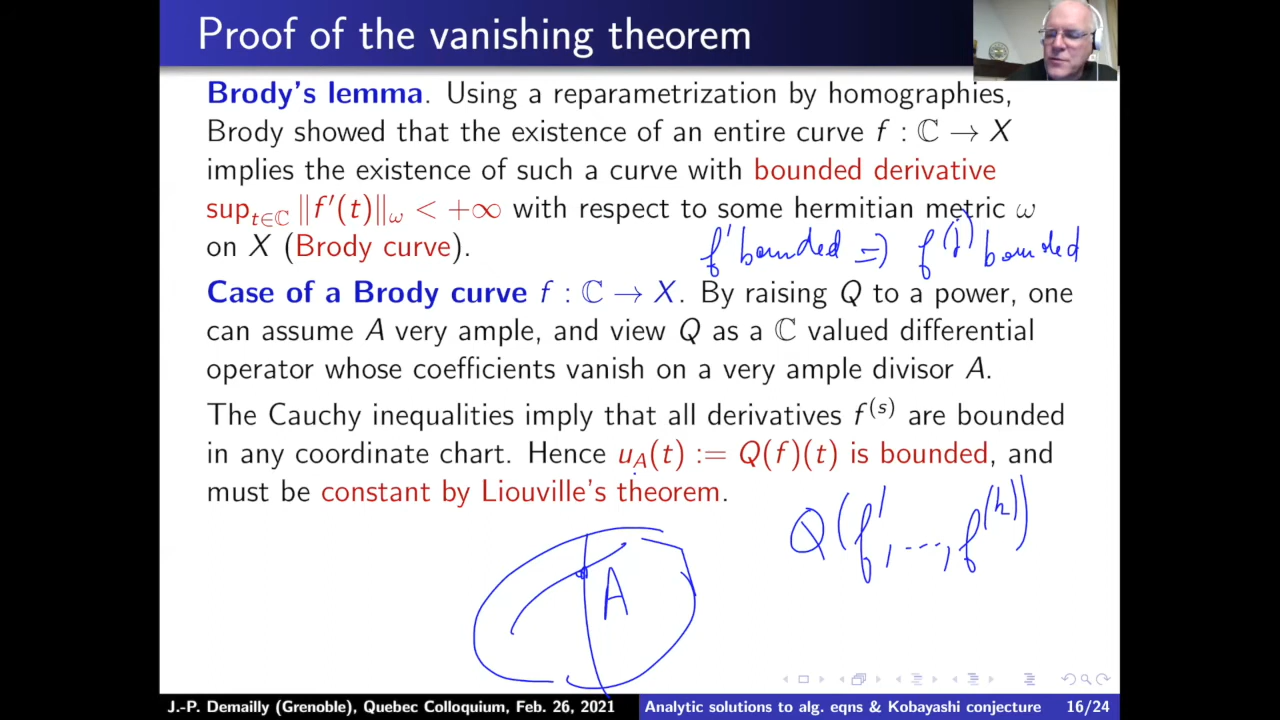 Proof of the vanishing theorem
Brody's lemma. Using a reparametrization by homographies,
Brody showed that the existence of an entire curve f : ℂ → X
implies the existence of such a curve with bounded derivative
sup_{t∈ℂ} ‖f′(t)‖_ω < +∞ with respect to some hermitian metric ω
on X (Brody curve).
f′ bounded ⇒ f^{(j)} bounded
Case of a Brody curve f : ℂ → X. By raising Q to a power, one
can assume A very ample, and view Q as a ℂ valued differential
operator whose coefficients vanish on a very ample divisor A.
The Cauchy inequalities imply that all derivatives f^{(s)} are bounded
in any coordinate chart. Hence u_A(t) := Q(f)(t) is bounded, and
must be constant by Liouville's theorem.
Q(f′, ..., f^{(k)})
A
J.-P. Demailly (Grenoble), Quebec Colloquium, Feb. 26, 2021 Analytic solutions to alg. eqns & Kobayashi conjecture 16/24